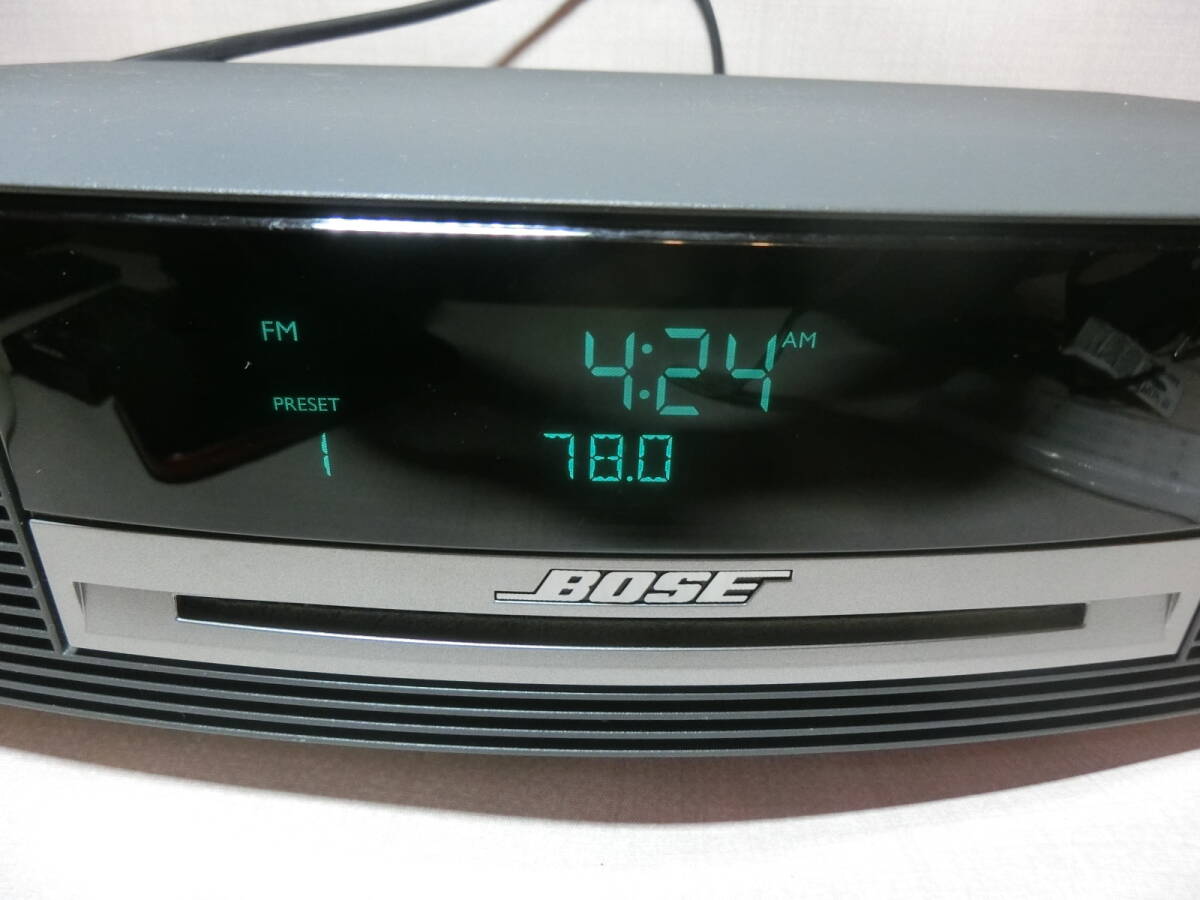 FM
4:24 AM
PRESET
1
78.0
BOSE